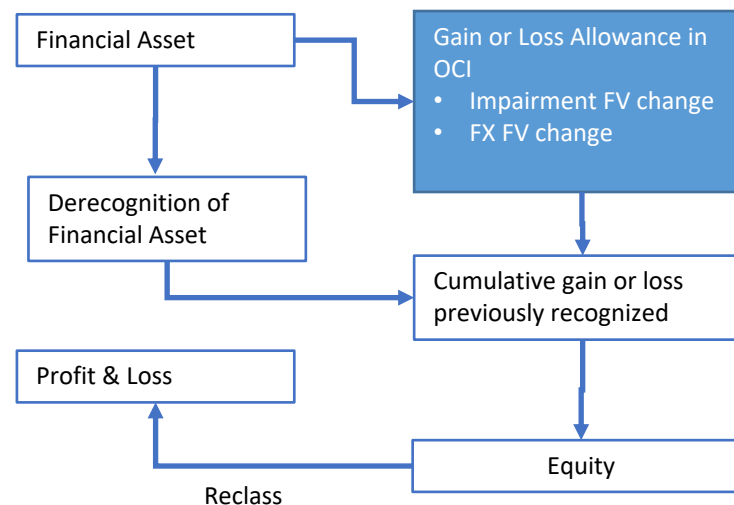 Financial Asset
Gain or Loss Allowance in
OCI
• Impairment FV change
• FX FV change
Derecognition of
Financial Asset
Cumulative gain or loss
previously recognized
Profit & Loss
Equity
Reclass